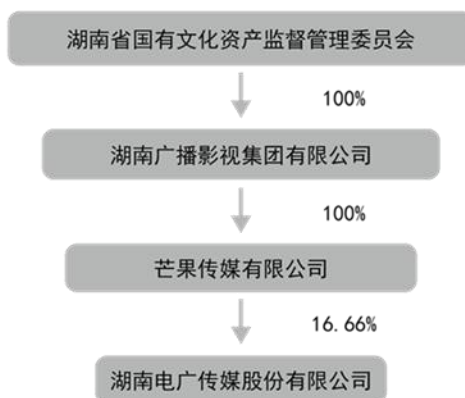 湖南省国有文化资产监督管理委员会
100%
湖南广播影视集团有限公司
100%
芒果传媒有限公司
16.66%
湖南电广传媒股份有限公司